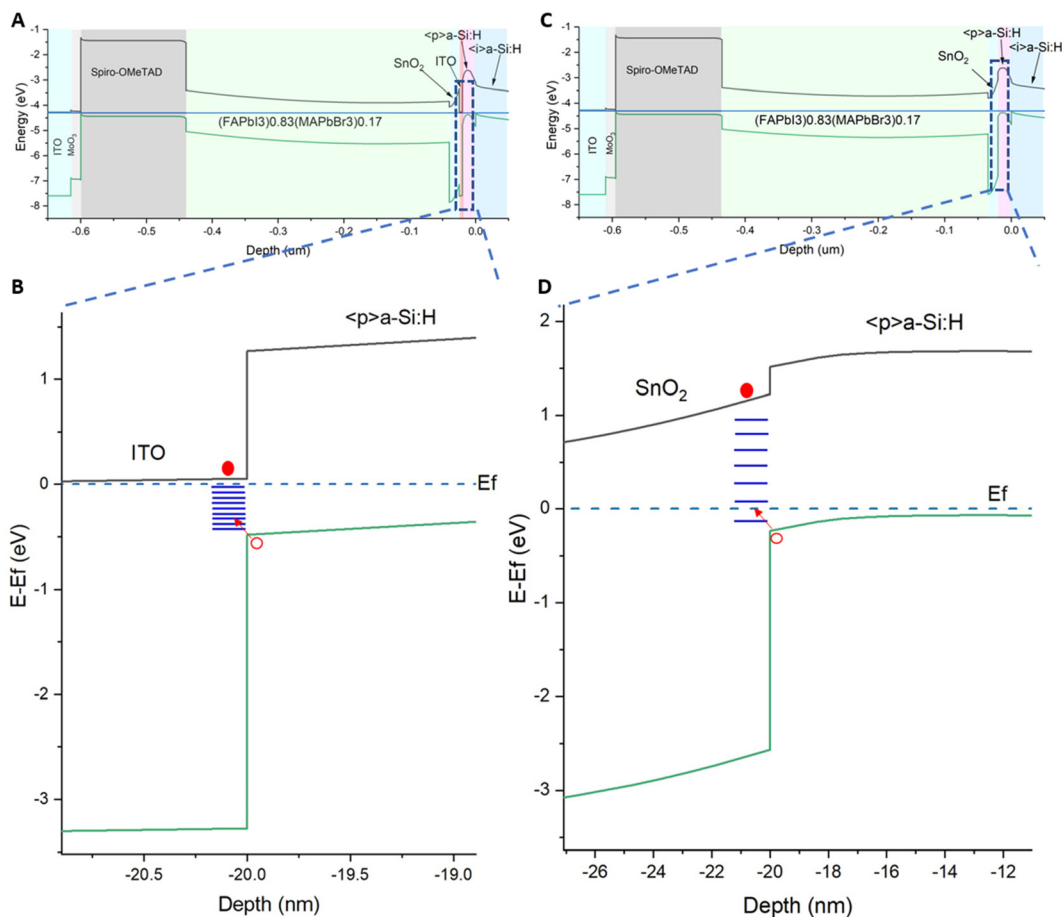 A
Energy (eV)
-1
-2
-3
-4
-5
-6
-7
-8
ITO
MoO3
Spiro-OMeTAD
(FAPbI3)0.83(MAPbBr3)0.17
SnO2
ITO
<p>a-Si:H
<i>a-Si:H
-0.6 -0.5 -0.4 -0.3 -0.2 -0.1 0.0
Depth (um)
C
Energy (eV)
-1
-2
-3
-4
-5
-6
-7
-8
ITO
MoO3
Spiro-OMeTAD
(FAPbI3)0.83(MAPbBr3)0.17
SnO2
<p>a-Si:H
<i>a-Si:H
-0.6 -0.5 -0.4 -0.3 -0.2 -0.1 0.0
Depth (um)
B
E-Ef (eV)
1
0
-1
-2
-3
ITO
<p>a-Si:H
Ef
-20.5 -20.0 -19.5 -19.0
Depth (nm)
D
E-Ef (eV)
2
1
0
-1
-2
-3
SnO2
<p>a-Si:H
Ef
-26 -24 -22 -20 -18 -16 -14 -12
Depth (nm)